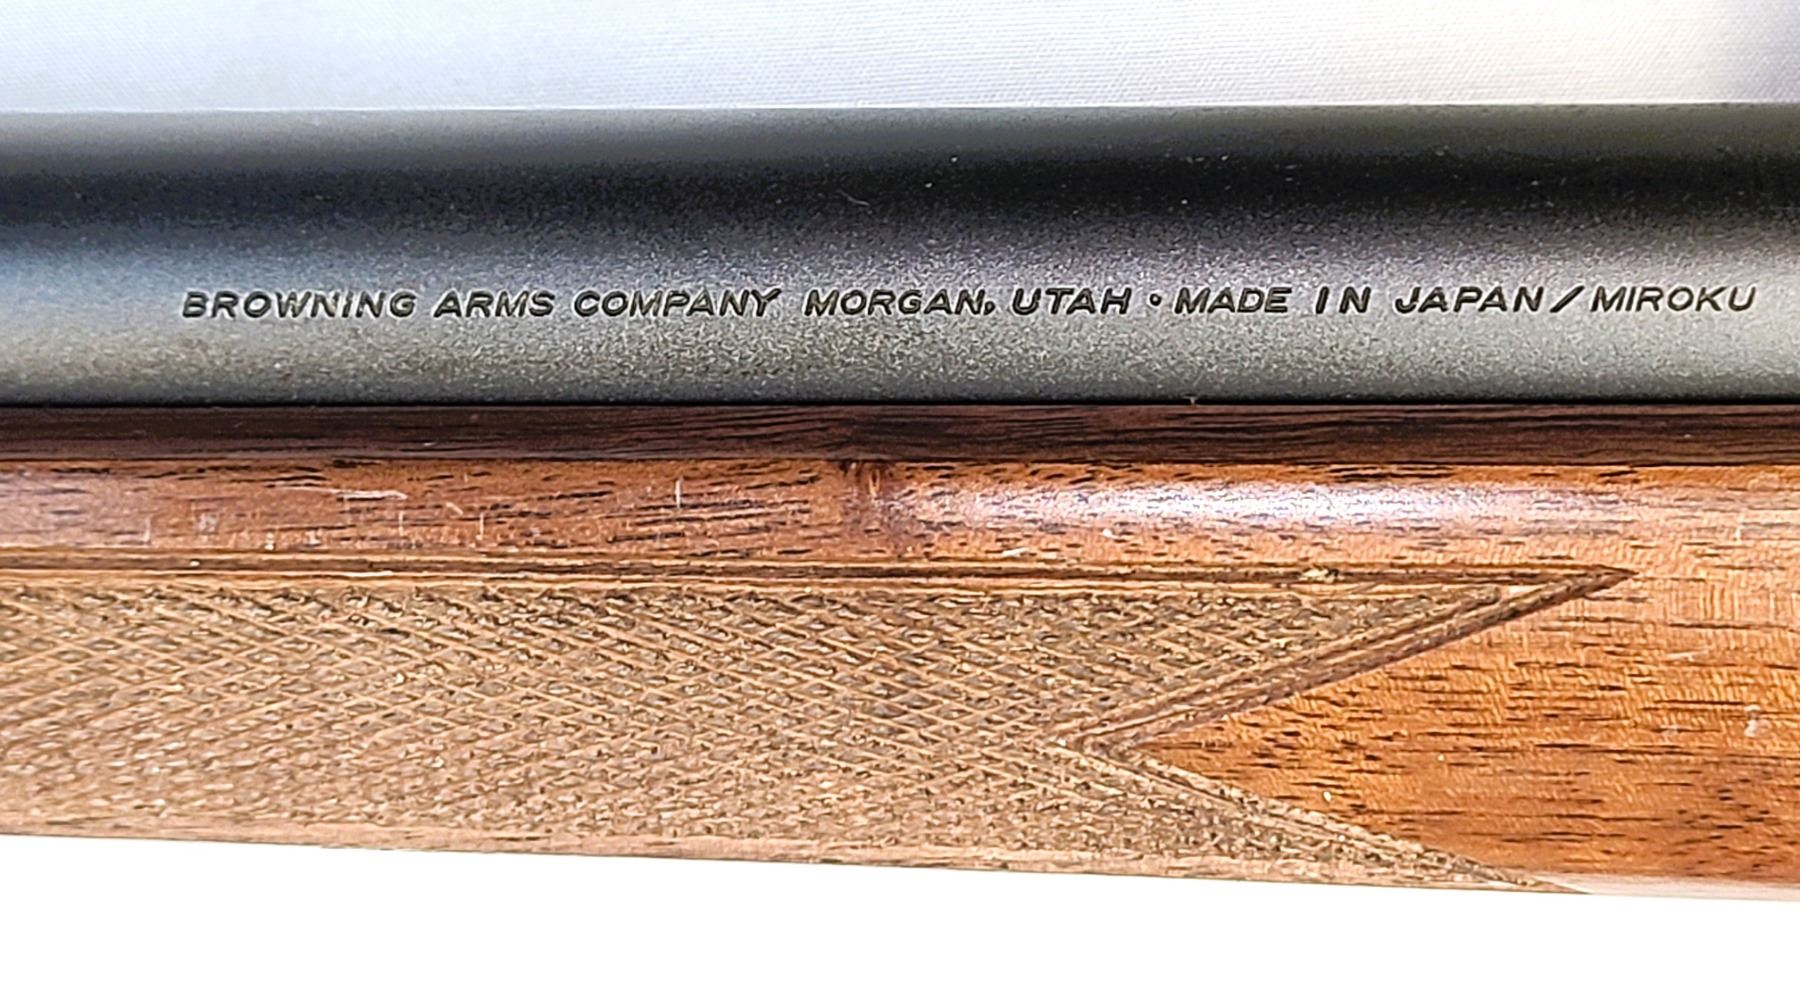 BROWNING ARMS COMPANY MORGAN, UTAH • MADE IN JAPAN/MIROKU